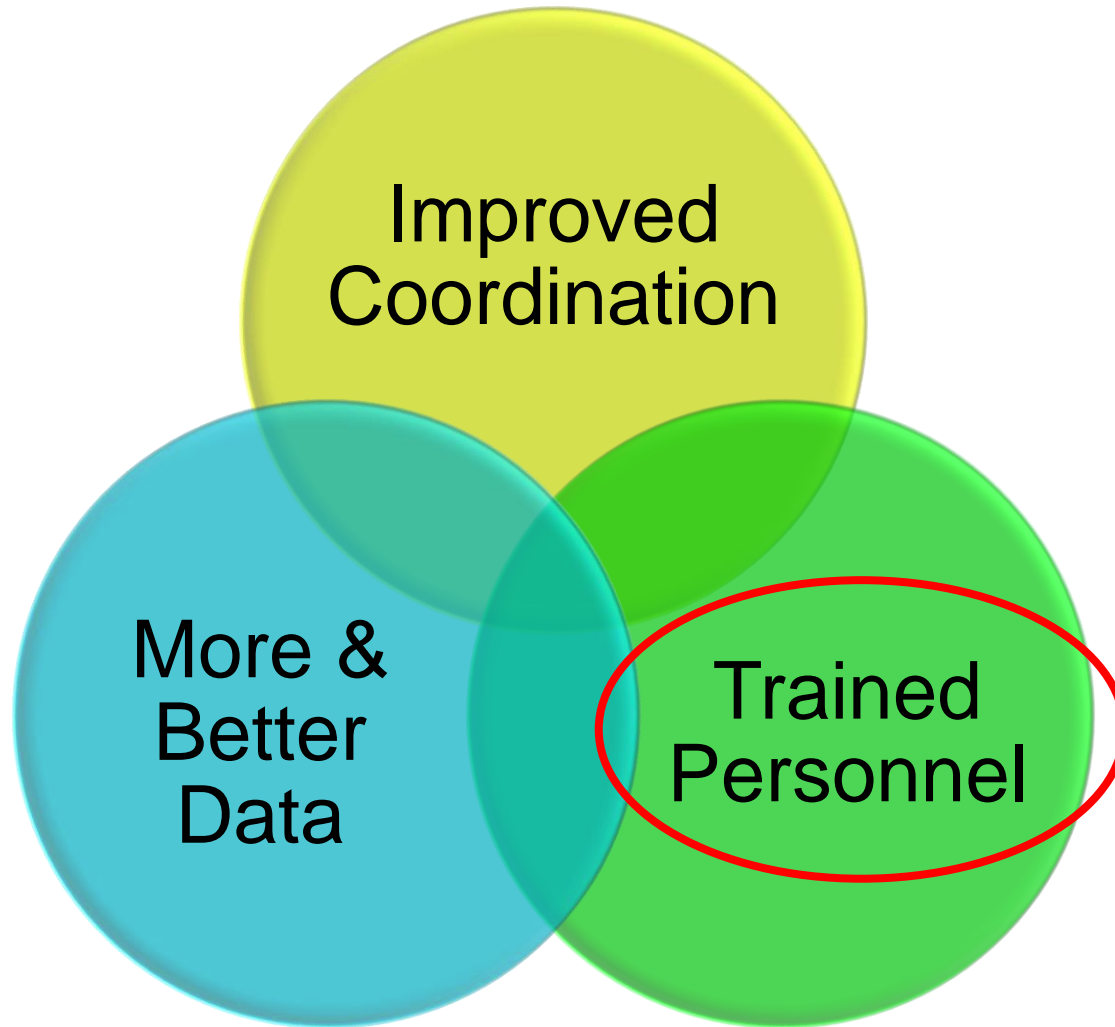 Improved
Coordination
More &
Better
Data
Trained
Personnel